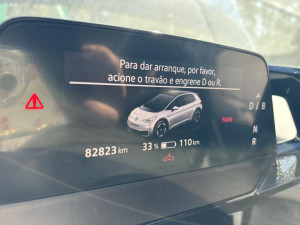 Para dar arranque, por favor,
acione o travão e engrene D ou R.
D / B
N
R
82823 km
33 %
110 km